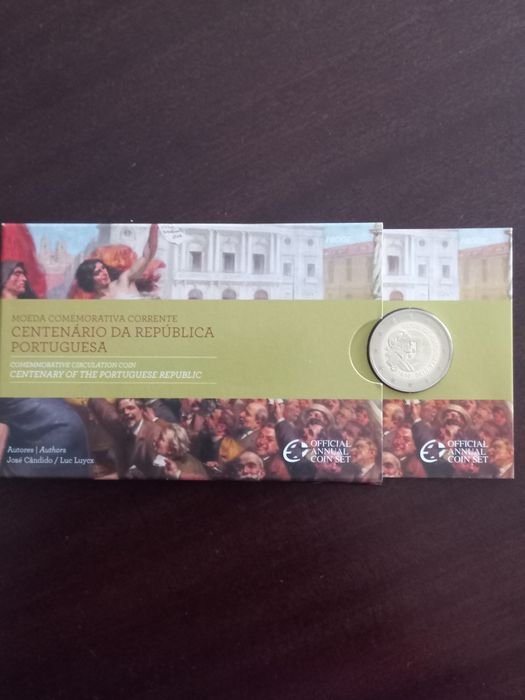 MOEDA COMEMORATIVA CORRENTE
CENTENÁRIO DA REPÚBLICA
PORTUGUESA
COMMEMORATIVE CIRCULATION COIN
CENTENARY OF THE PORTUGUESE REPUBLIC
Autores | Authors
José Cândido / Luc Luycx
OFFICIAL
ANNUAL
COIN SET
OFFICIAL
ANNUAL
COIN SET